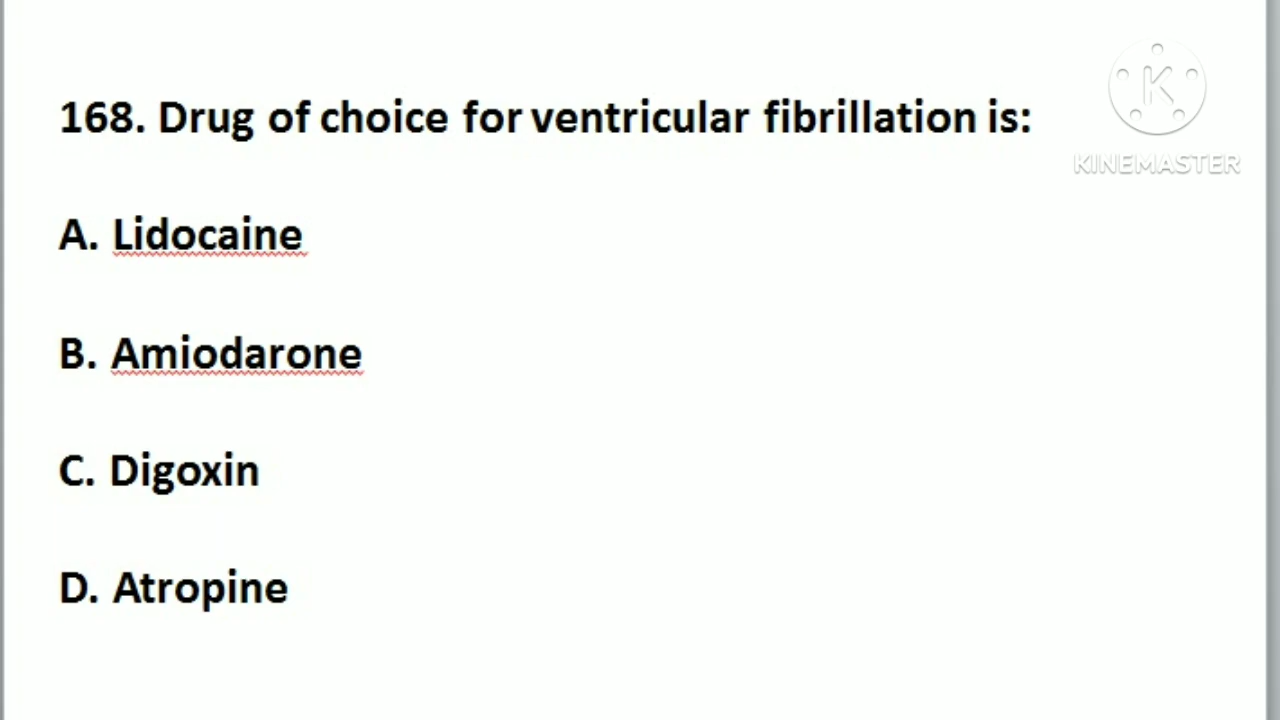 168. Drug of choice for ventricular fibrillation is:
A. Lidocaine
B. Amiodarone
C. Digoxin
D. Atropine
K
KINEMASTER